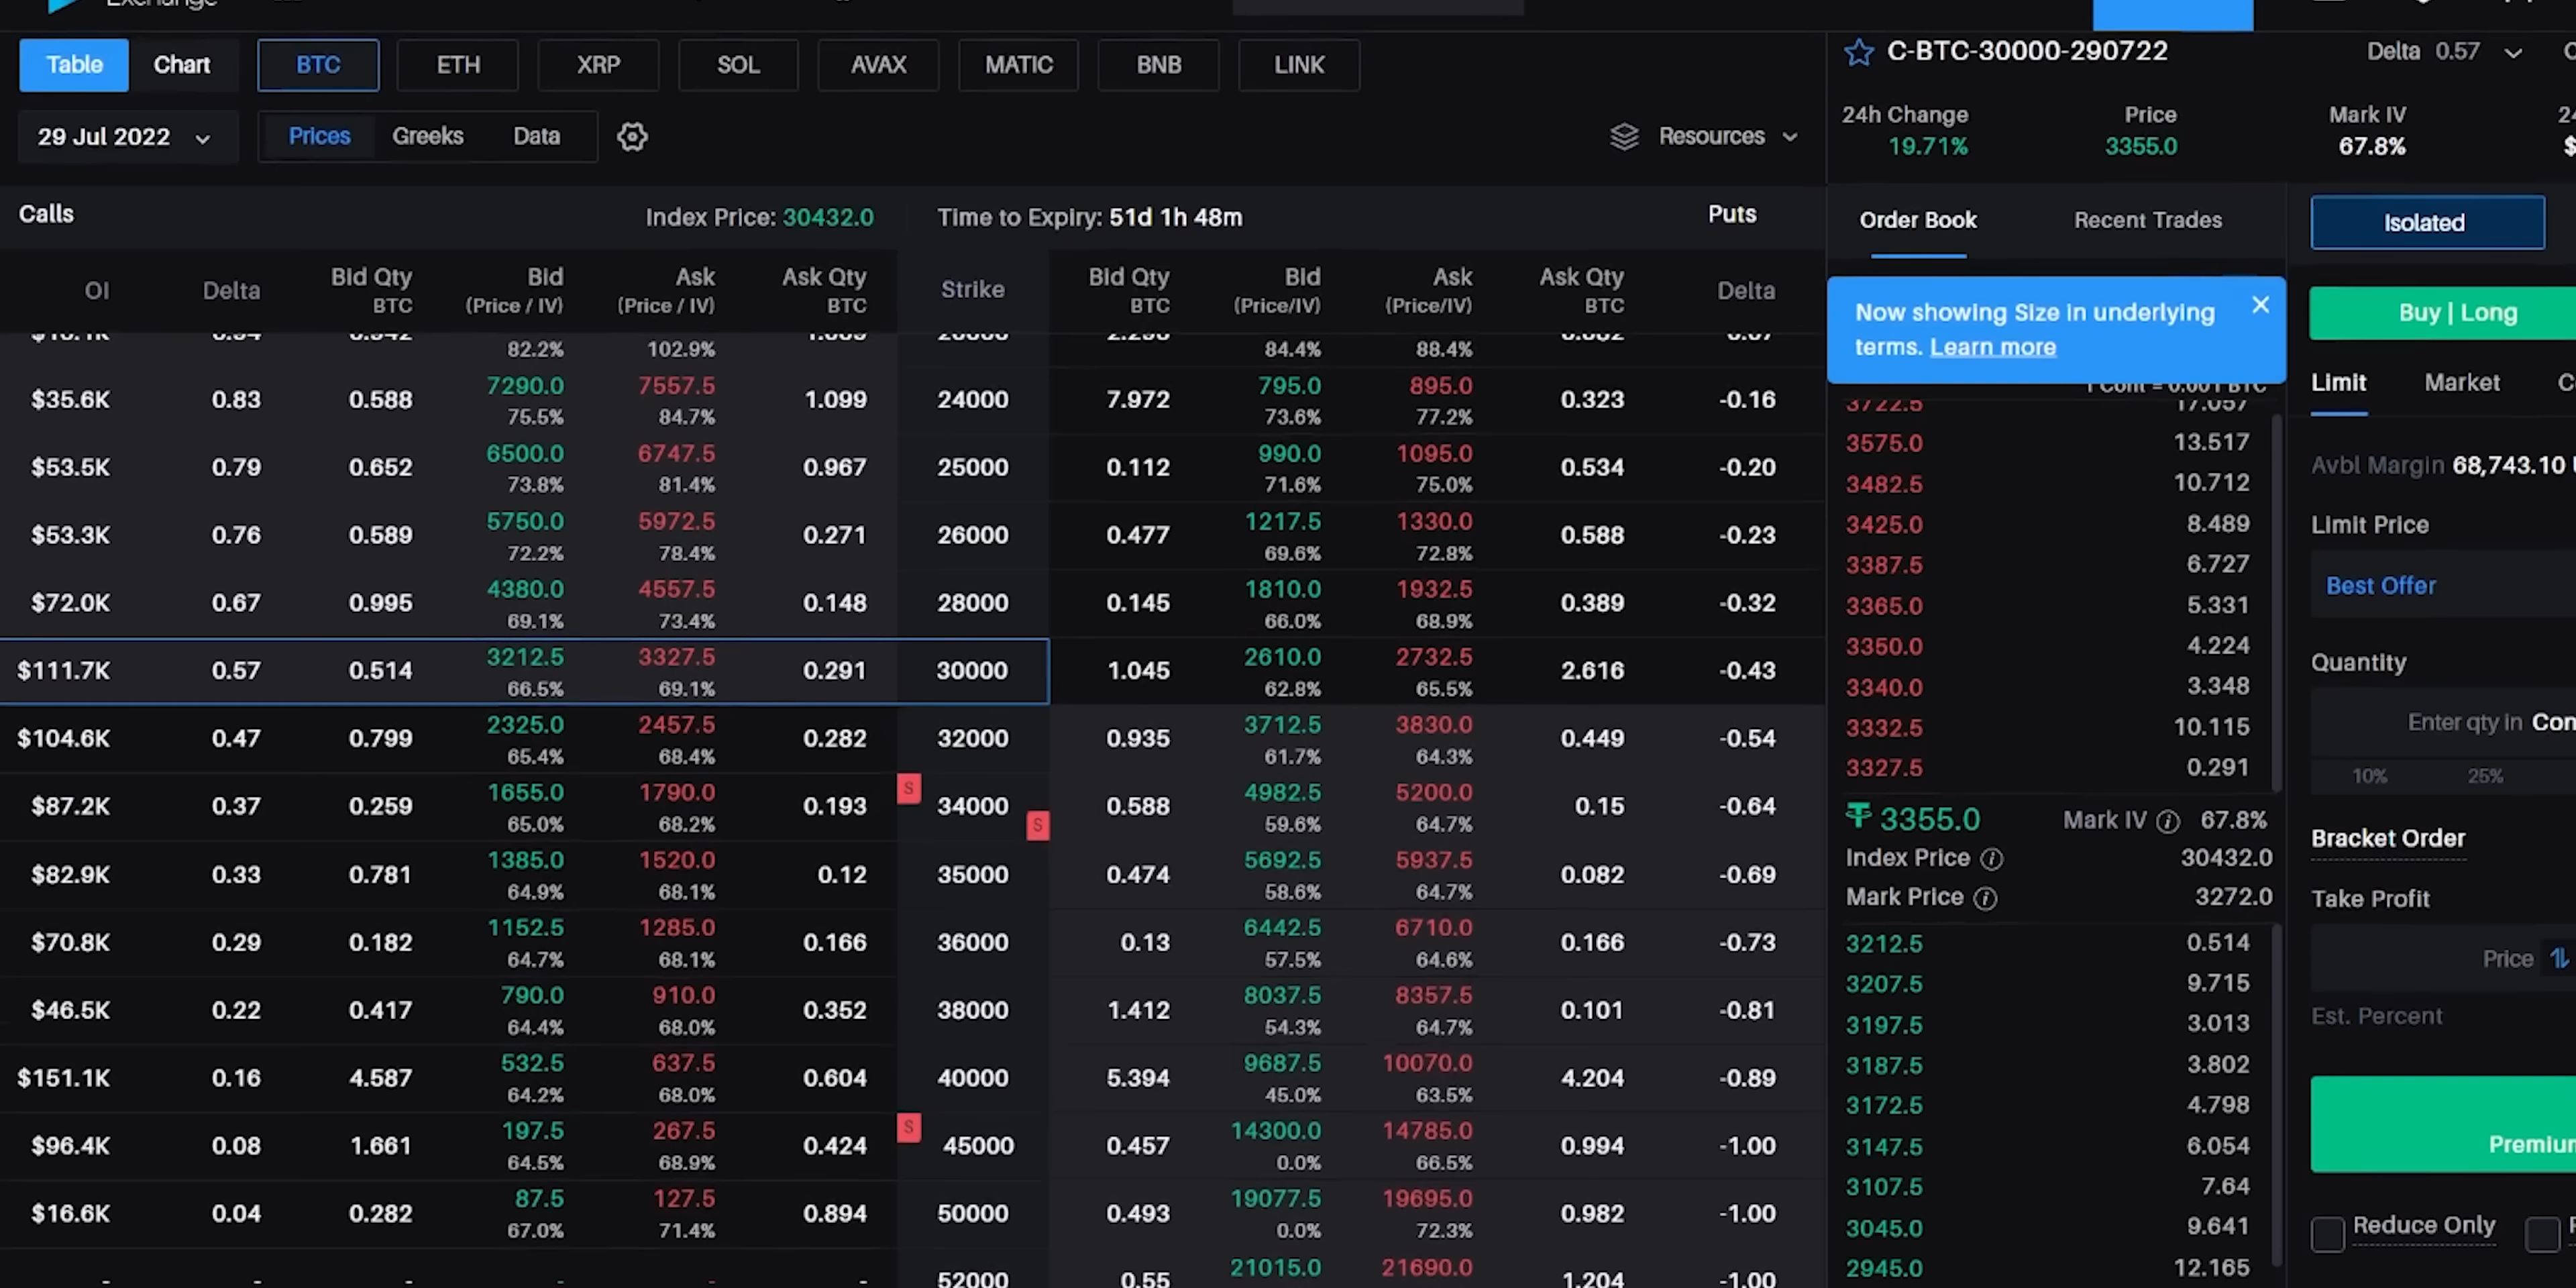 Exchange
Table Chart BTC ETH XRP SOL AVAX MATIC BNB LINK
29 Jul 2022 Prices Greeks Data Resources
Calls Index Price: 30432.0 Time to Expiry: 51d 1h 48m Puts
OI Delta Bid Qty BTC Bid (Price / IV) Ask (Price / IV) Ask Qty BTC Strike Bid Qty BTC Bid (Price/IV) Ask (Price/IV) Ask Qty BTC Delta
82.2% 102.9% 84.4% 88.4%
$35.6K 0.83 0.588 7290.0 7557.5 1.099 24000 7.972 795.0 895.0 0.323 -0.16
75.5% 84.7% 73.6% 77.2%
$53.5K 0.79 0.652 6500.0 6747.5 0.967 25000 0.112 990.0 1095.0 0.534 -0.20
73.8% 81.4% 71.6% 75.0%
$53.3K 0.76 0.589 5750.0 5972.5 0.271 26000 0.477 1217.5 1330.0 0.588 -0.23
72.2% 78.4% 69.6% 72.8%
$72.0K 0.67 0.995 4380.0 4557.5 0.148 28000 0.145 1810.0 1932.5 0.389 -0.32
69.1% 73.4% 66.0% 68.9%
$111.7K 0.57 0.514 3212.5 3327.5 0.291 30000 1.045 2610.0 2732.5 2.616 -0.43
66.5% 69.1% 62.8% 65.5%
$104.6K 0.47 0.799 2325.0 2457.5 0.282 32000 0.935 3712.5 3830.0 0.449 -0.54
65.4% 68.4% 61.7% 64.3%
$87.2K 0.37 0.259 1655.0 1790.0 0.193 S 34000 S 0.588 4982.5 5200.0 0.15 -0.64
65.0% 68.2% 59.6% 64.7%
$82.9K 0.33 0.781 1385.0 1520.0 0.12 35000 0.474 5692.5 5937.5 0.082 -0.69
64.9% 68.1% 58.6% 64.7%
$70.8K 0.29 0.182 1152.5 1285.0 0.166 36000 0.13 6442.5 6710.0 0.166 -0.73
64.7% 68.1% 57.5% 64.6%
$46.5K 0.22 0.417 790.0 910.0 0.352 38000 1.412 8037.5 8357.5 0.101 -0.81
64.4% 68.0% 54.3% 64.7%
$151.1K 0.16 4.587 532.5 637.5 0.604 40000 5.394 9687.5 10070.0 4.204 -0.89
64.2% 68.0% 45.0% 63.5%
$96.4K 0.08 1.661 197.5 267.5 0.424 S 45000 0.457 14300.0 14785.0 0.994 -1.00
64.5% 68.9% 0.0% 66.5%
$16.6K 0.04 0.282 87.5 127.5 0.894 50000 0.493 19077.5 19695.0 0.982 -1.00
67.0% 71.4% 0.0% 72.3%
- - - - - - 52000 0.55 21015.0 21690.0 1.204 -1.00
C-BTC-30000-290722 Delta 0.57
24h Change Price Mark IV
19.71% 3355.0 67.8%
Order Book Recent Trades
Now showing Size in underlying
terms. Learn more
3722.5 17.057
3575.0 13.517
3482.5 10.712
3425.0 8.489
3387.5 6.727
3365.0 5.331
3350.0 4.224
3340.0 3.348
3332.5 10.115
3327.5 0.291
3355.0 Mark IV 67.8%
Index Price 30432.0
Mark Price 3272.0
3212.5 0.514
3207.5 9.715
3197.5 3.013
3187.5 3.802
3172.5 4.798
3147.5 6.054
3107.5 7.64
3045.0 9.641
2945.0 12.165
Isolated
Buy | Long
Limit Market
Avbl Margin 68,743.10
Limit Price
Best Offer
Quantity
Enter qty in
10% 25%
Bracket Order
Take Profit
Price
Est. Percent
Reduce Only